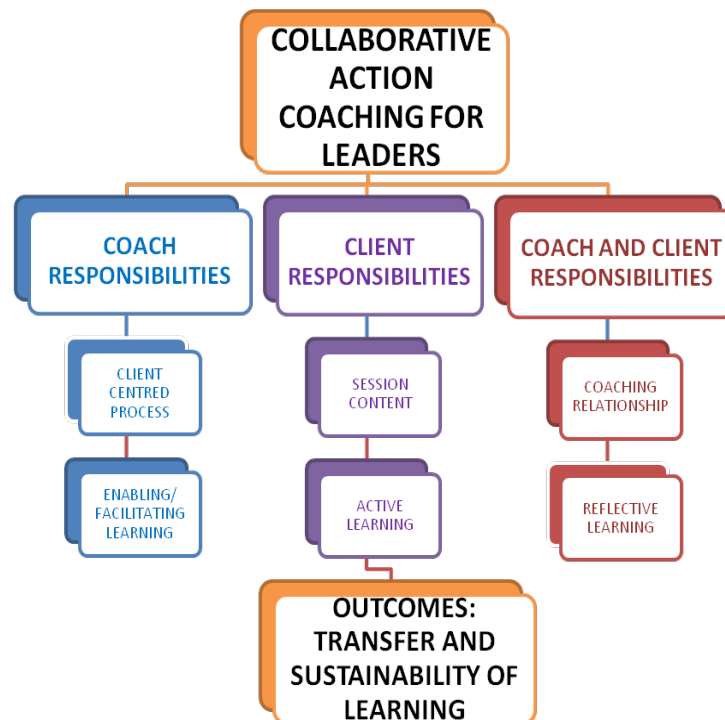 COLLABORATIVE
ACTION
COACHING FOR
LEADERS
COACH
RESPONSIBILITIES
CLIENT
RESPONSIBILITIES
COACH AND CLIENT
RESPONSIBILITIES
CLIENT
CENTRED
PROCESS
SESSION
CONTENT
COACHING
RELATIONSHIP
ENABLING/
FACILITATING
LEARNING
ACTIVE
LEARNING
REFLECTIVE
LEARNING
OUTCOMES:
TRANSFER AND
SUSTAINABILITY OF
LEARNING